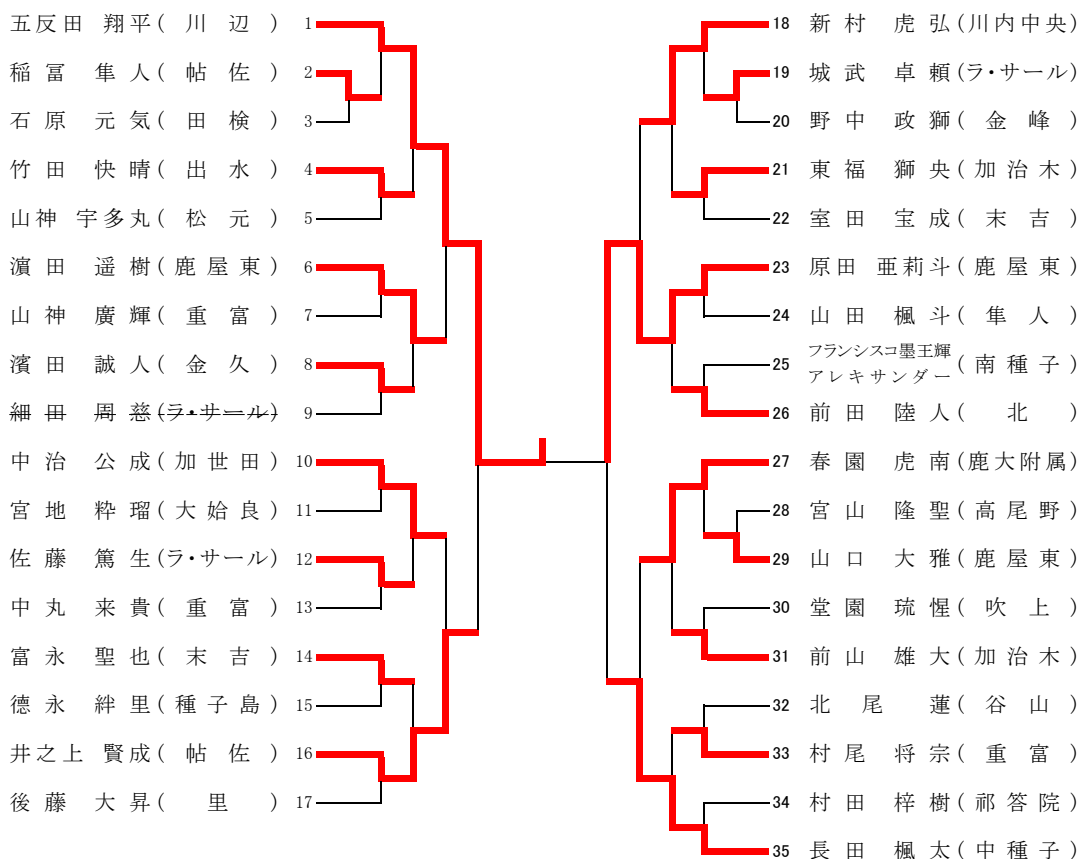 五反田 翔平(川辺) 1
稲冨 隼人(帖佐) 2
石原 元気(田検) 3
竹田 快晴(出水) 4
山神 宇多丸(松元) 5
濵田 遥樹(鹿屋東) 6
山神 廣輝(重富) 7
濱田 誠人(金久) 8
細田 周慈(ラ・サール) 9
中治 公成(加世田) 10
宮地 粋瑠(大姶良) 11
佐藤 篤生(ラ・サール) 12
中丸 来貴(重富) 13
富永 聖也(末吉) 14
德永 絆里(種子島) 15
井之上 賢成(帖佐) 16
後藤 大昇(里) 17
18 新村 虎弘(川内中央)
19 城武 卓頼(ラ・サール)
20 野中 政獅(金峰)
21 東福 獅央(加治木)
22 室田 宝成(末吉)
23 原田 亜莉斗(鹿屋東)
24 山田 楓斗(隼人)
25 フランシスコ墨王輝
アレキサンダー(南種子)
26 前田 陸人(北)
27 春園 虎南(鹿大附属)
28 宮山 隆聖(高尾野)
29 山口 大雅(鹿屋東)
30 堂園 琉惺(吹上)
31 前山 雄大(加治木)
32 北尾 蓮(谷山)
33 村尾 将宗(重富)
34 村田 梓樹(祁答院)
35 長田 楓太(中種子)